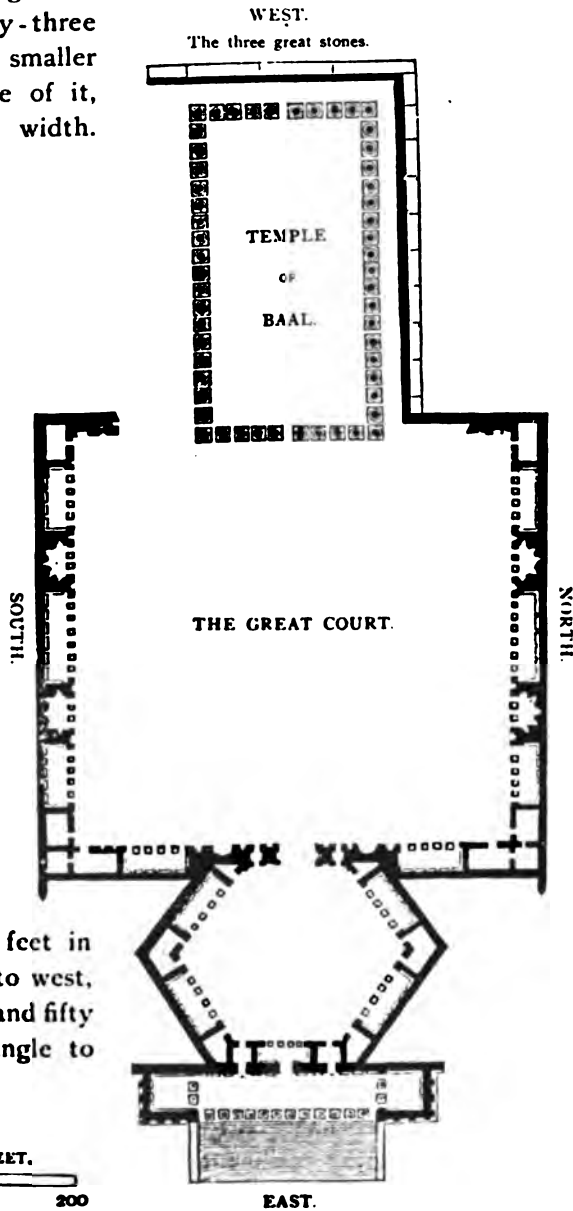 WEST.
The three great stones.
y-three
smaller
e of it,
width.
TEMPLE
OF
BAAL.
SOUTH.
THE GREAT COURT.
NORTH.
feet in
to west,
and fifty
ngle to
EET.
200
EAST.